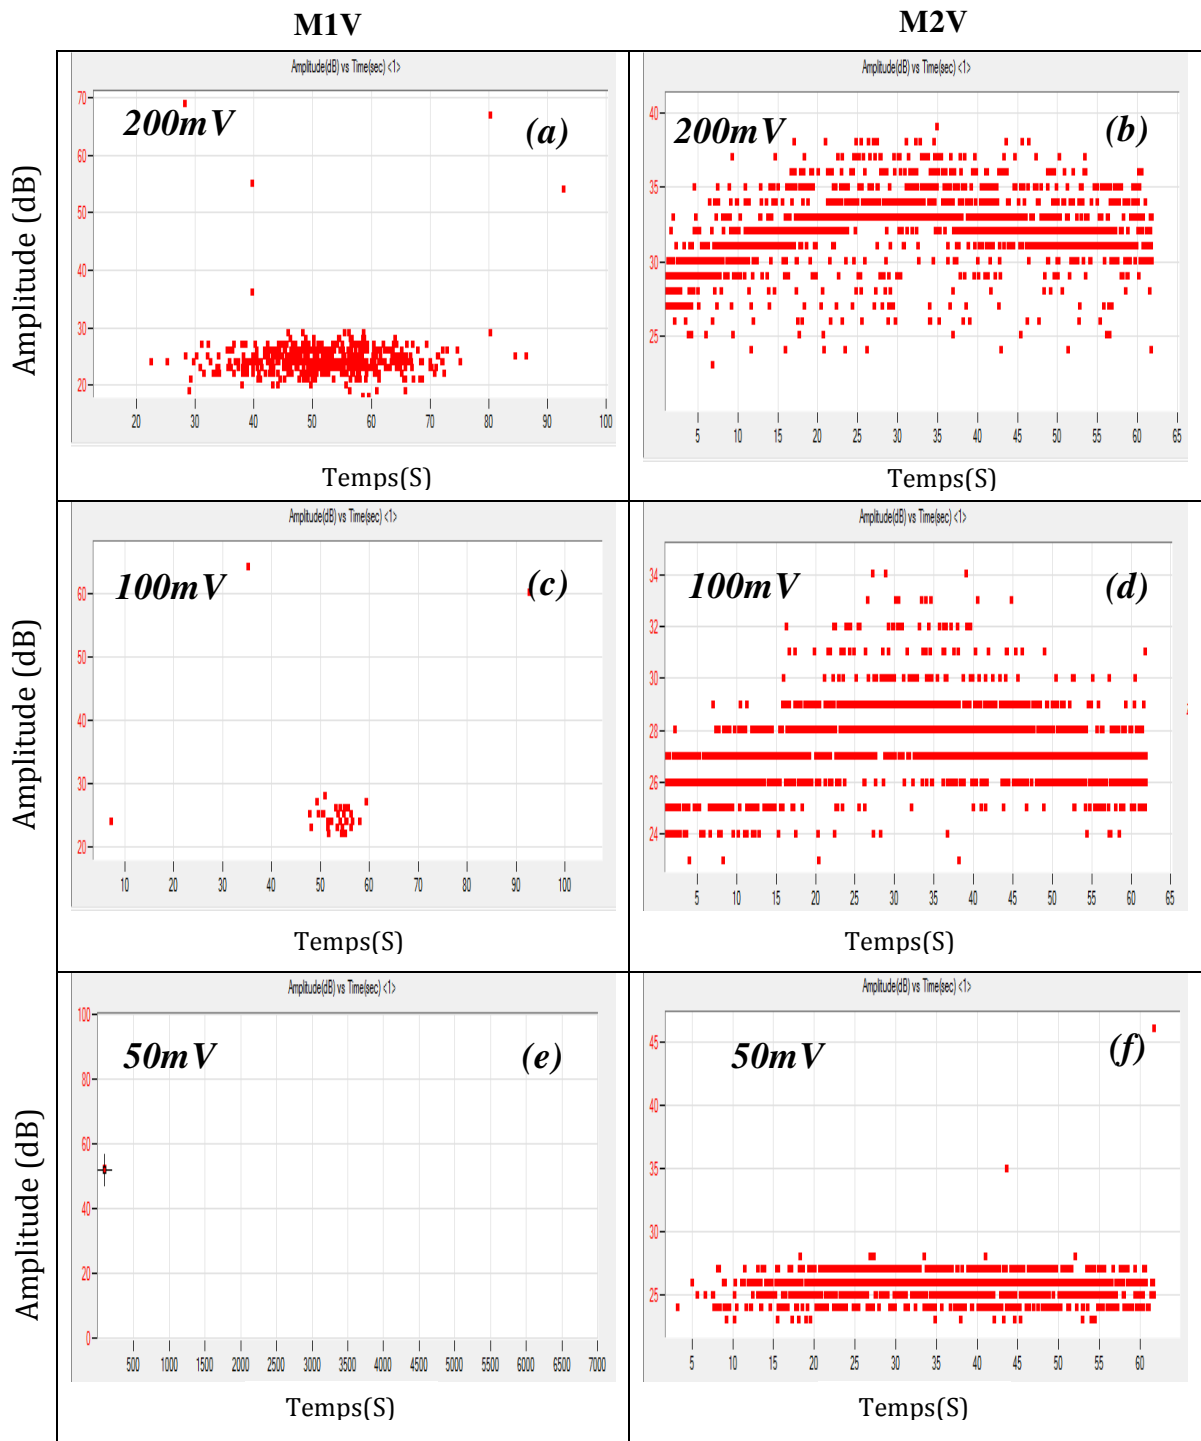 M1V M2V
Amplitude(dB) vs Time(sec) <1>
200mV (a)
70
60
50
40
30
20
20 30 40 50 60 70 80 90 100
Amplitude (dB)
Temps(S)
Amplitude(dB) vs Time(sec) <1>
200mV (b)
40
35
30
25
5 10 15 20 25 30 35 40 45 50 55 60 65
Temps(S)
Amplitude(dB) vs Time(sec) <1>
100mV (c)
60
50
40
30
20
10 20 30 40 50 60 70 80 90 100
Amplitude (dB)
Temps(S)
Amplitude(dB) vs Time(sec) <1>
100mV (d)
34
32
30
28
26
24
5 10 15 20 25 30 35 40 45 50 55 60 65
Temps(S)
Amplitude(dB) vs Time(sec) <1>
50mV (e)
100
80
60
40
20
0
500 1000 1500 2000 2500 3000 3500 4000 4500 5000 5500 6000 6500 7000
Amplitude (dB)
Temps(S)
Amplitude(dB) vs Time(sec) <1>
50mV (f)
45
40
35
30
25
5 10 15 20 25 30 35 40 45 50 55 60
Temps(S)